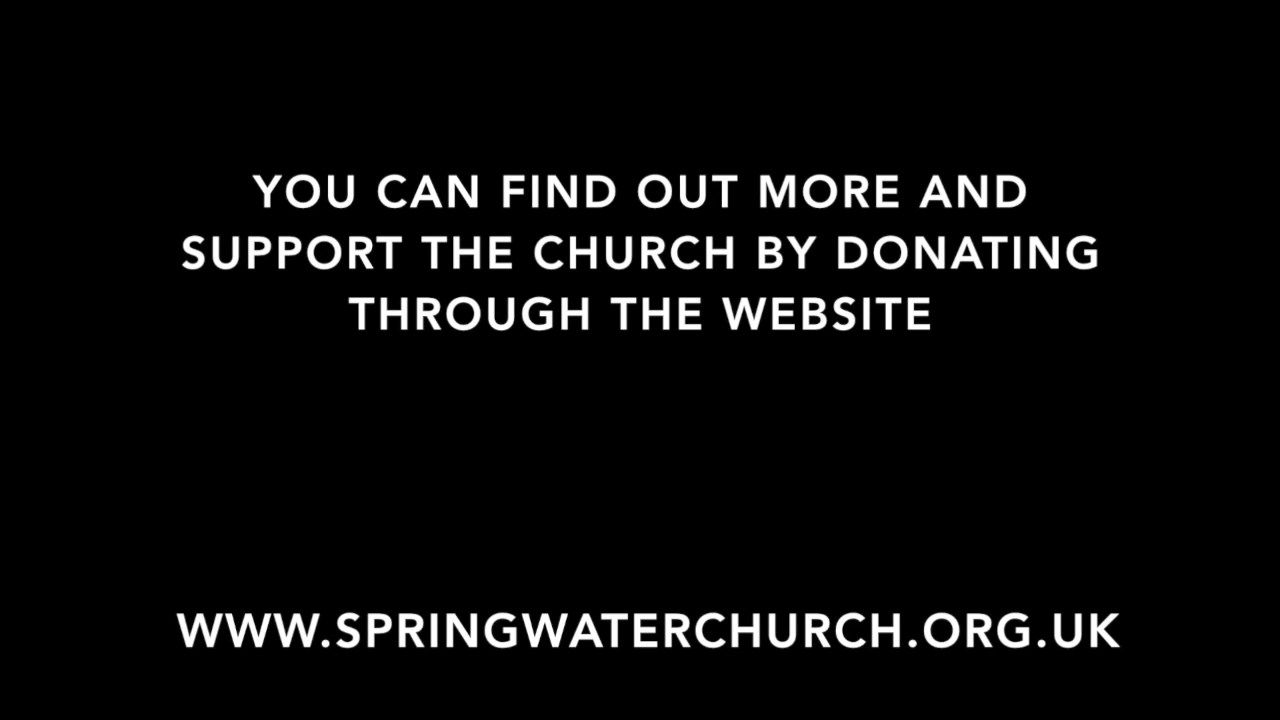 YOU CAN FIND OUT MORE AND
SUPPORT THE CHURCH BY DONATING
THROUGH THE WEBSITE
WWW.SPRINGWATERCHURCH.ORG.UK